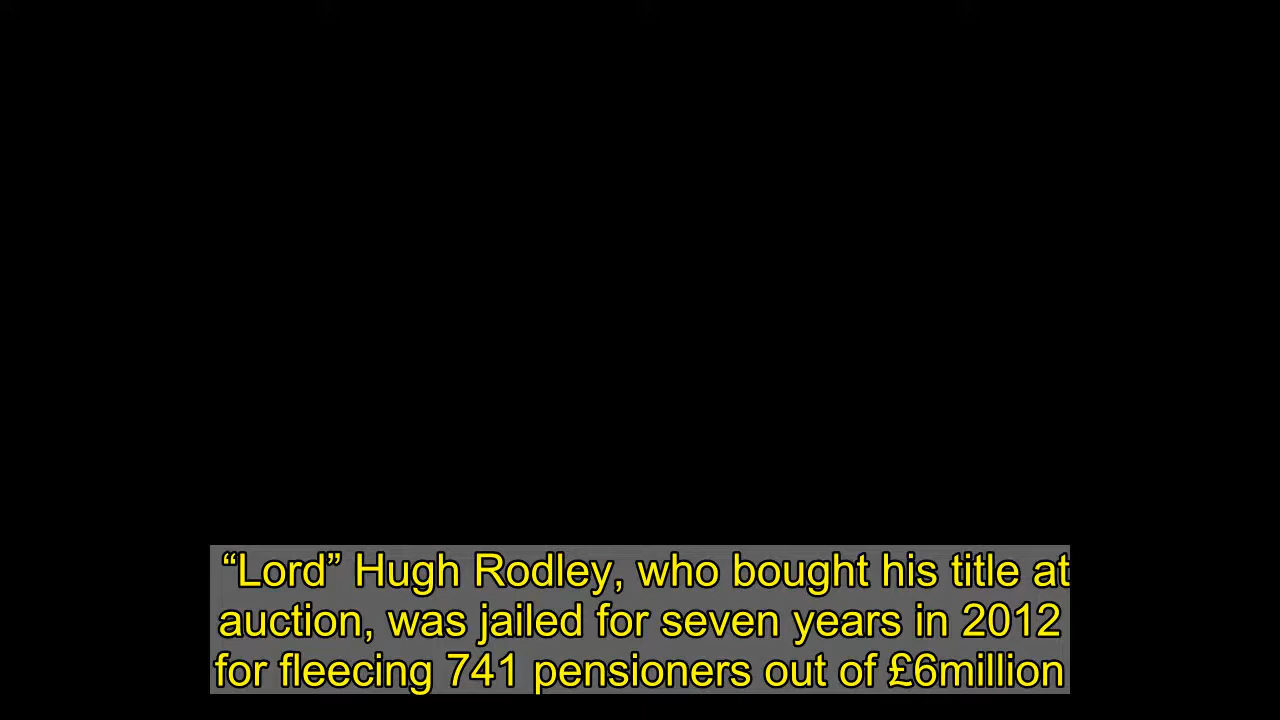 “Lord” Hugh Rodley, who bought his title at
auction, was jailed for seven years in 2012
for fleecing 741 pensioners out of £6million